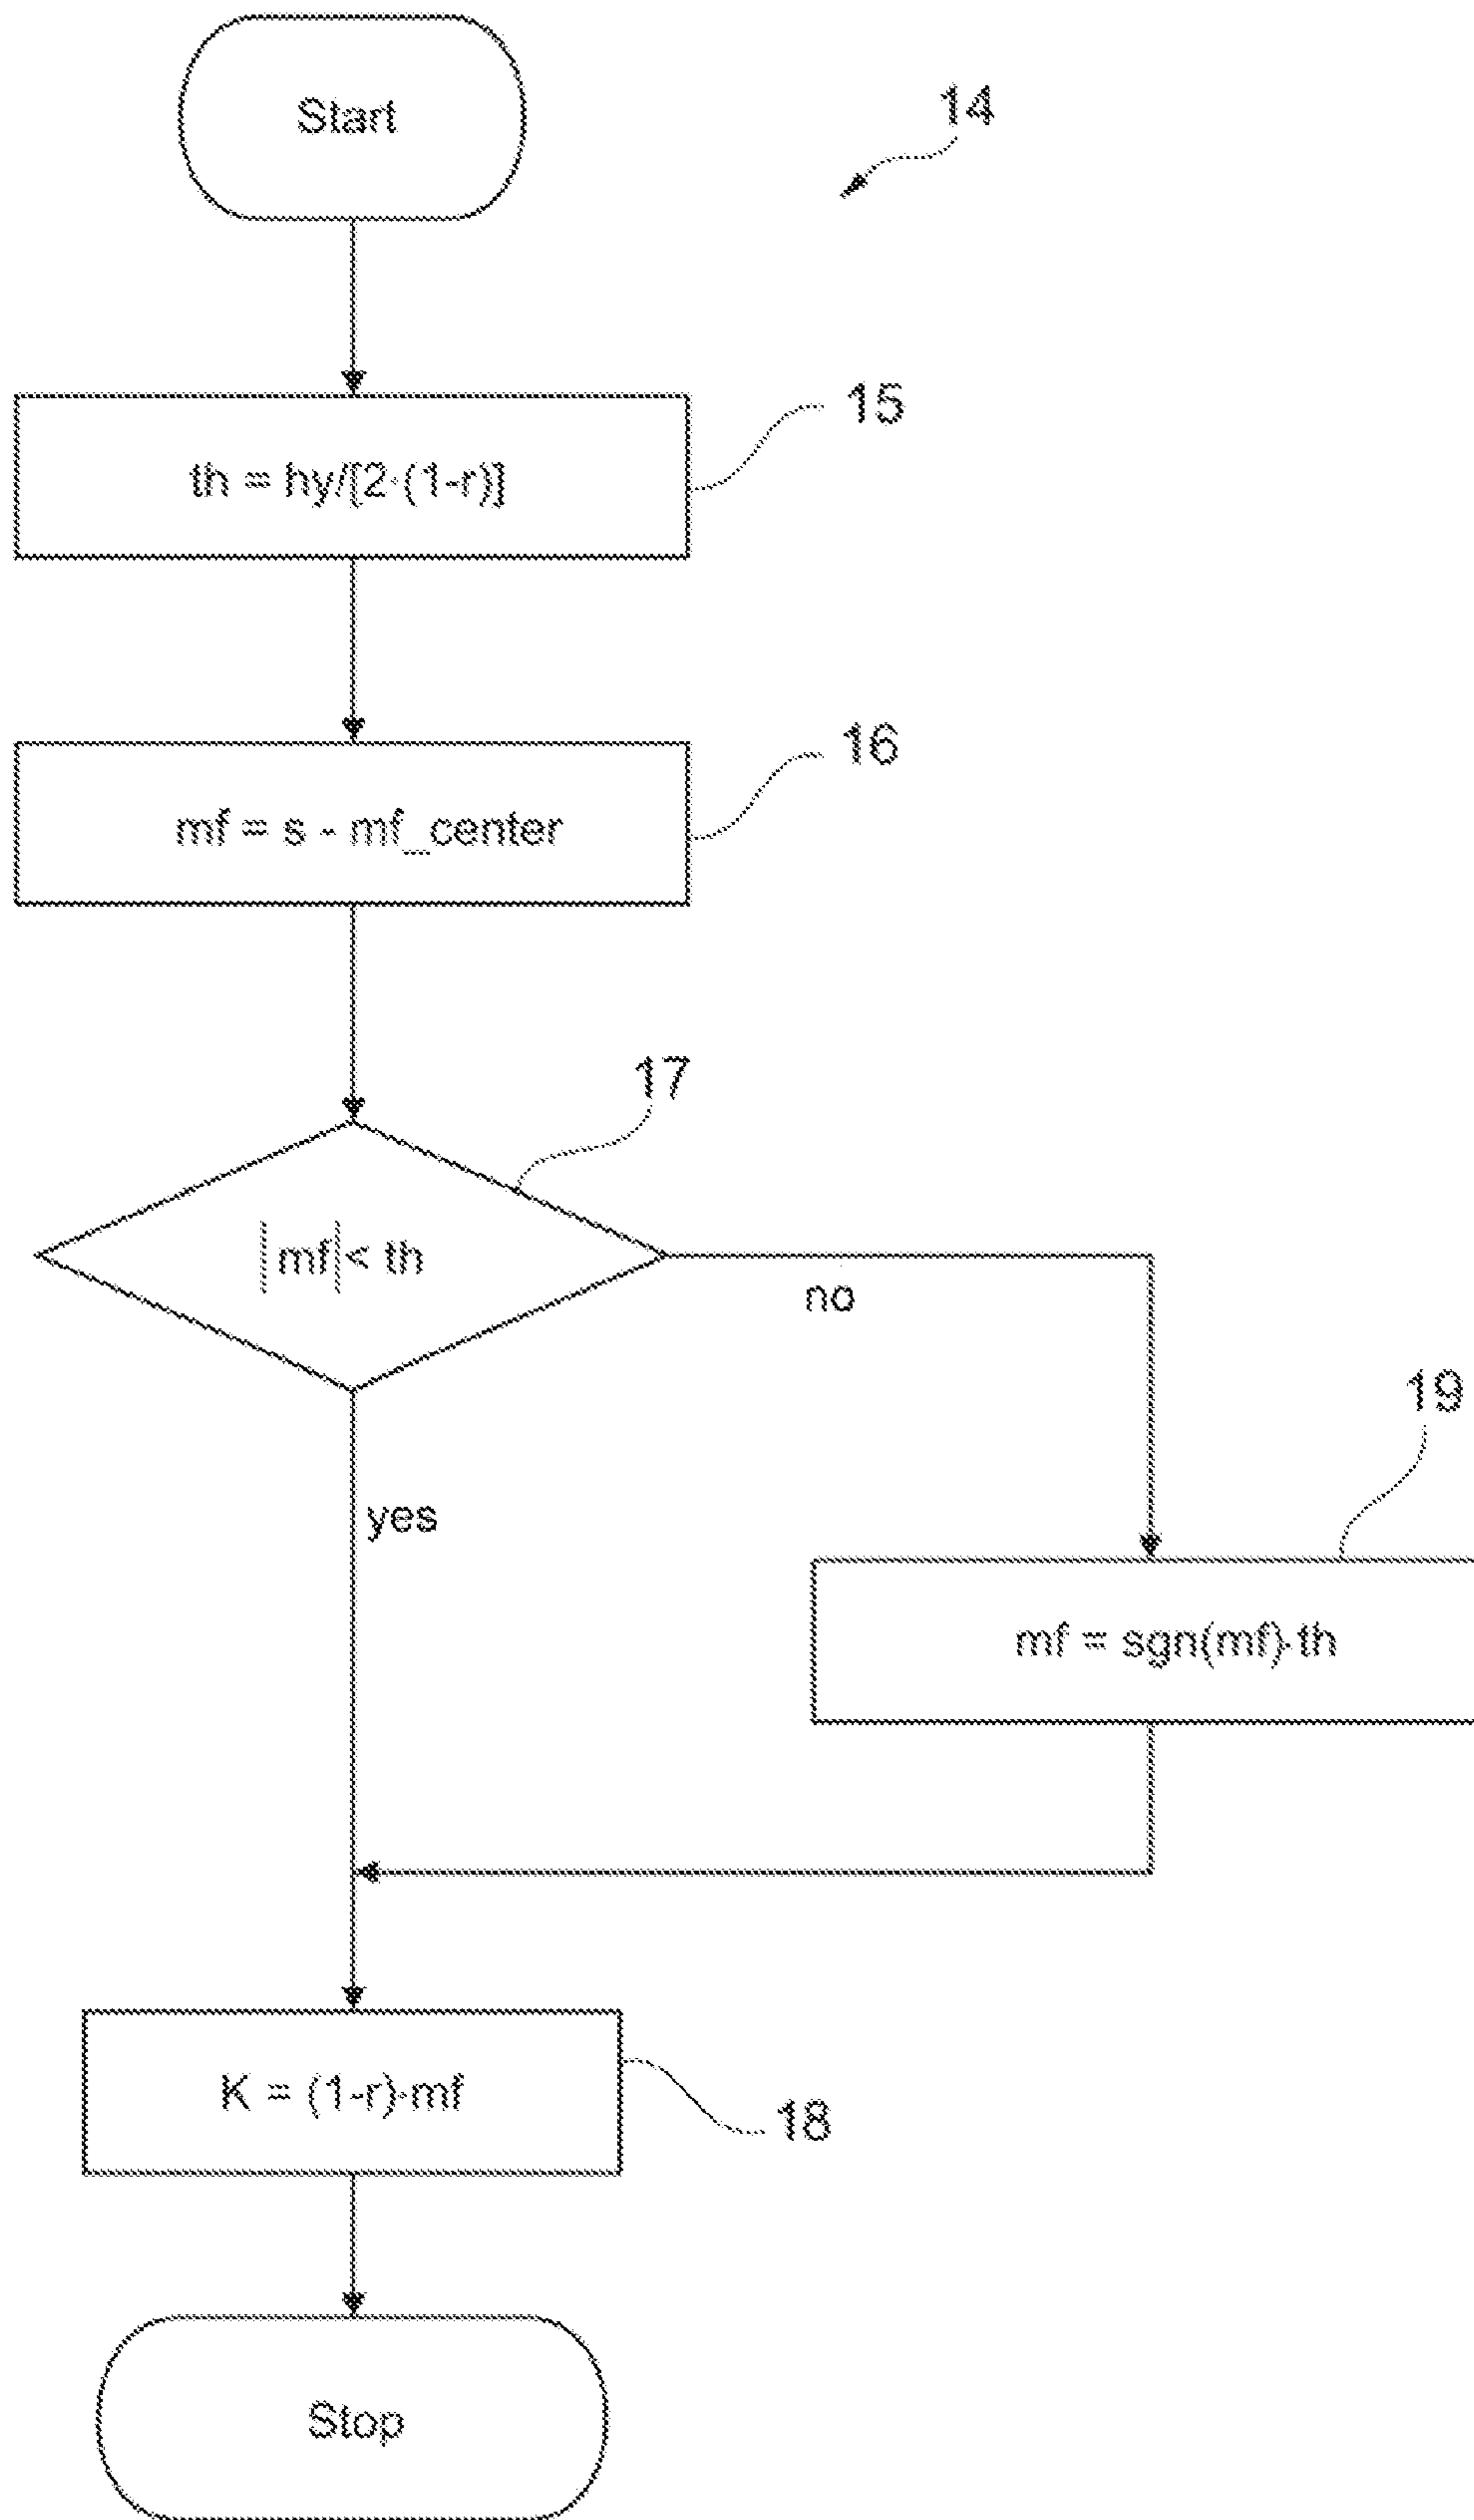 Start
14
15
th = hy/[2·(1-r)]
16
mf = s - mf_center
17
|mf|< th
no
19
yes
mf = sgn(mf)·th
K = (1-r)·mf
18
Stop